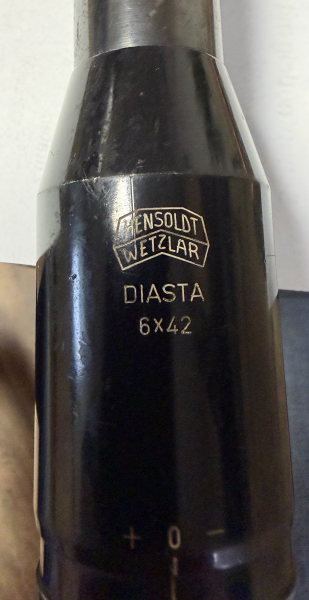 HENSOLDT
WETZLAR
DIASTA
6x42
+ 0 -